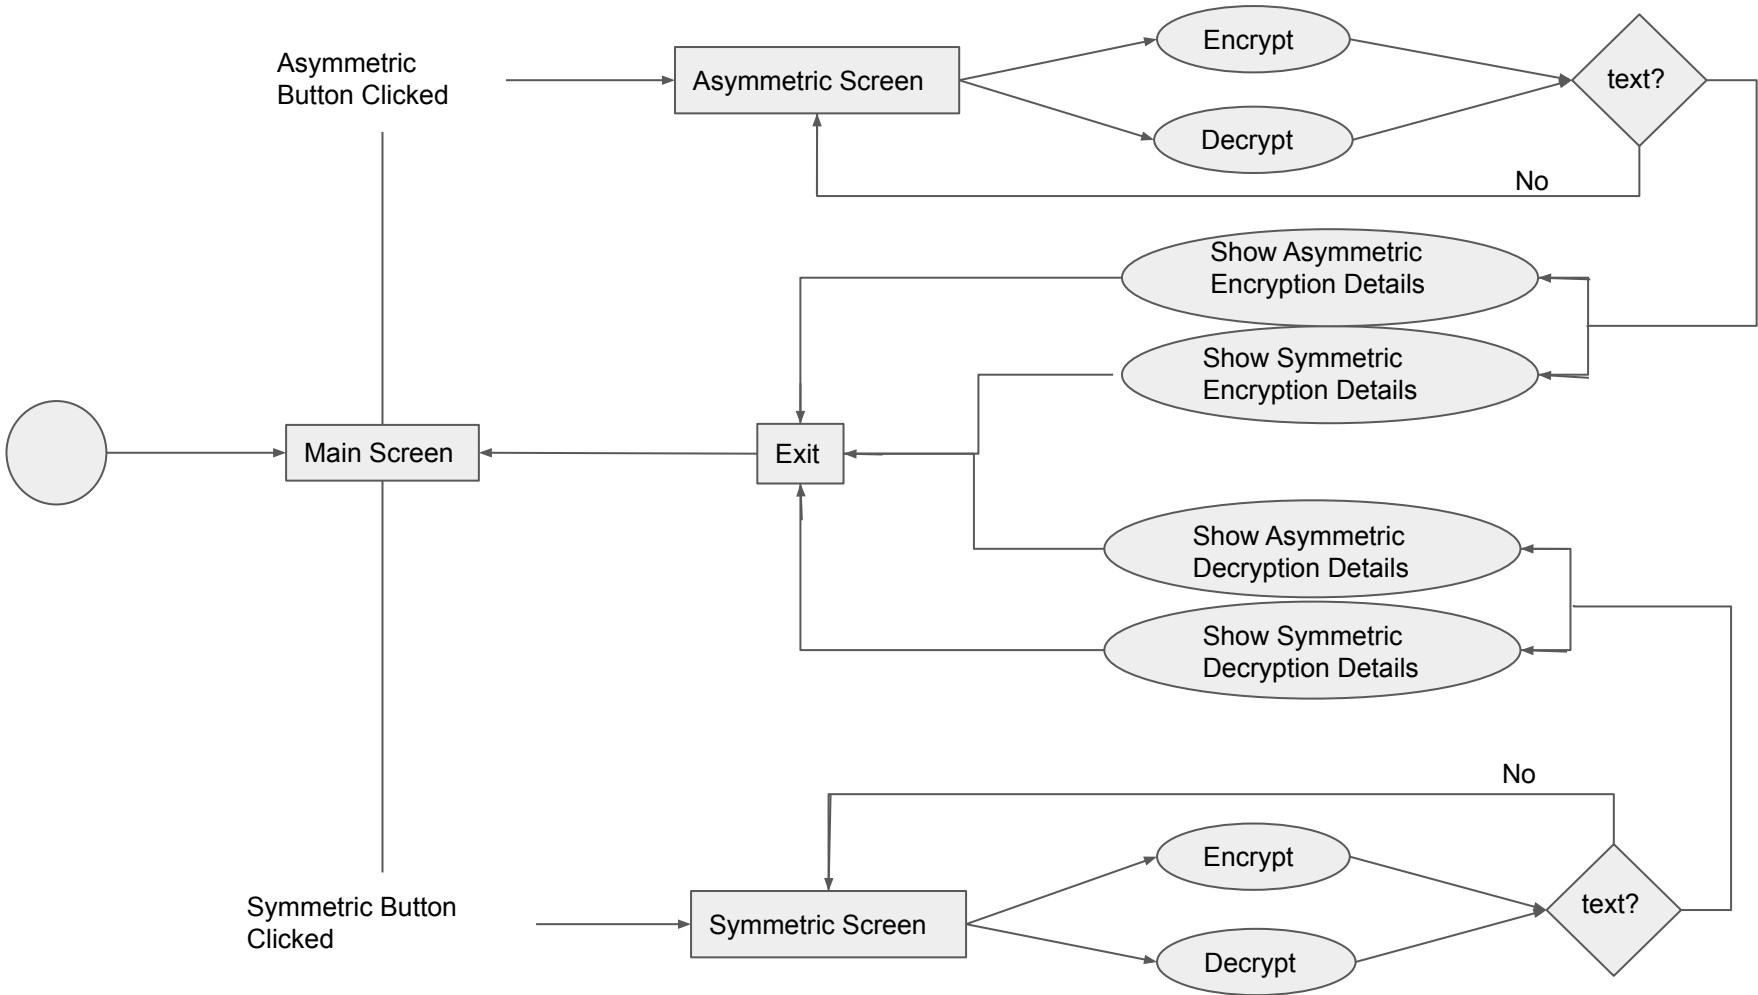 Asymmetric
Button Clicked
Asymmetric Screen
Encrypt
Decrypt
text?
No
Show Asymmetric
Encryption Details
Show Symmetric
Encryption Details
Main Screen
Exit
Show Asymmetric
Decryption Details
Show Symmetric
Decryption Details
No
Symmetric Button
Clicked
Symmetric Screen
Encrypt
Decrypt
text?